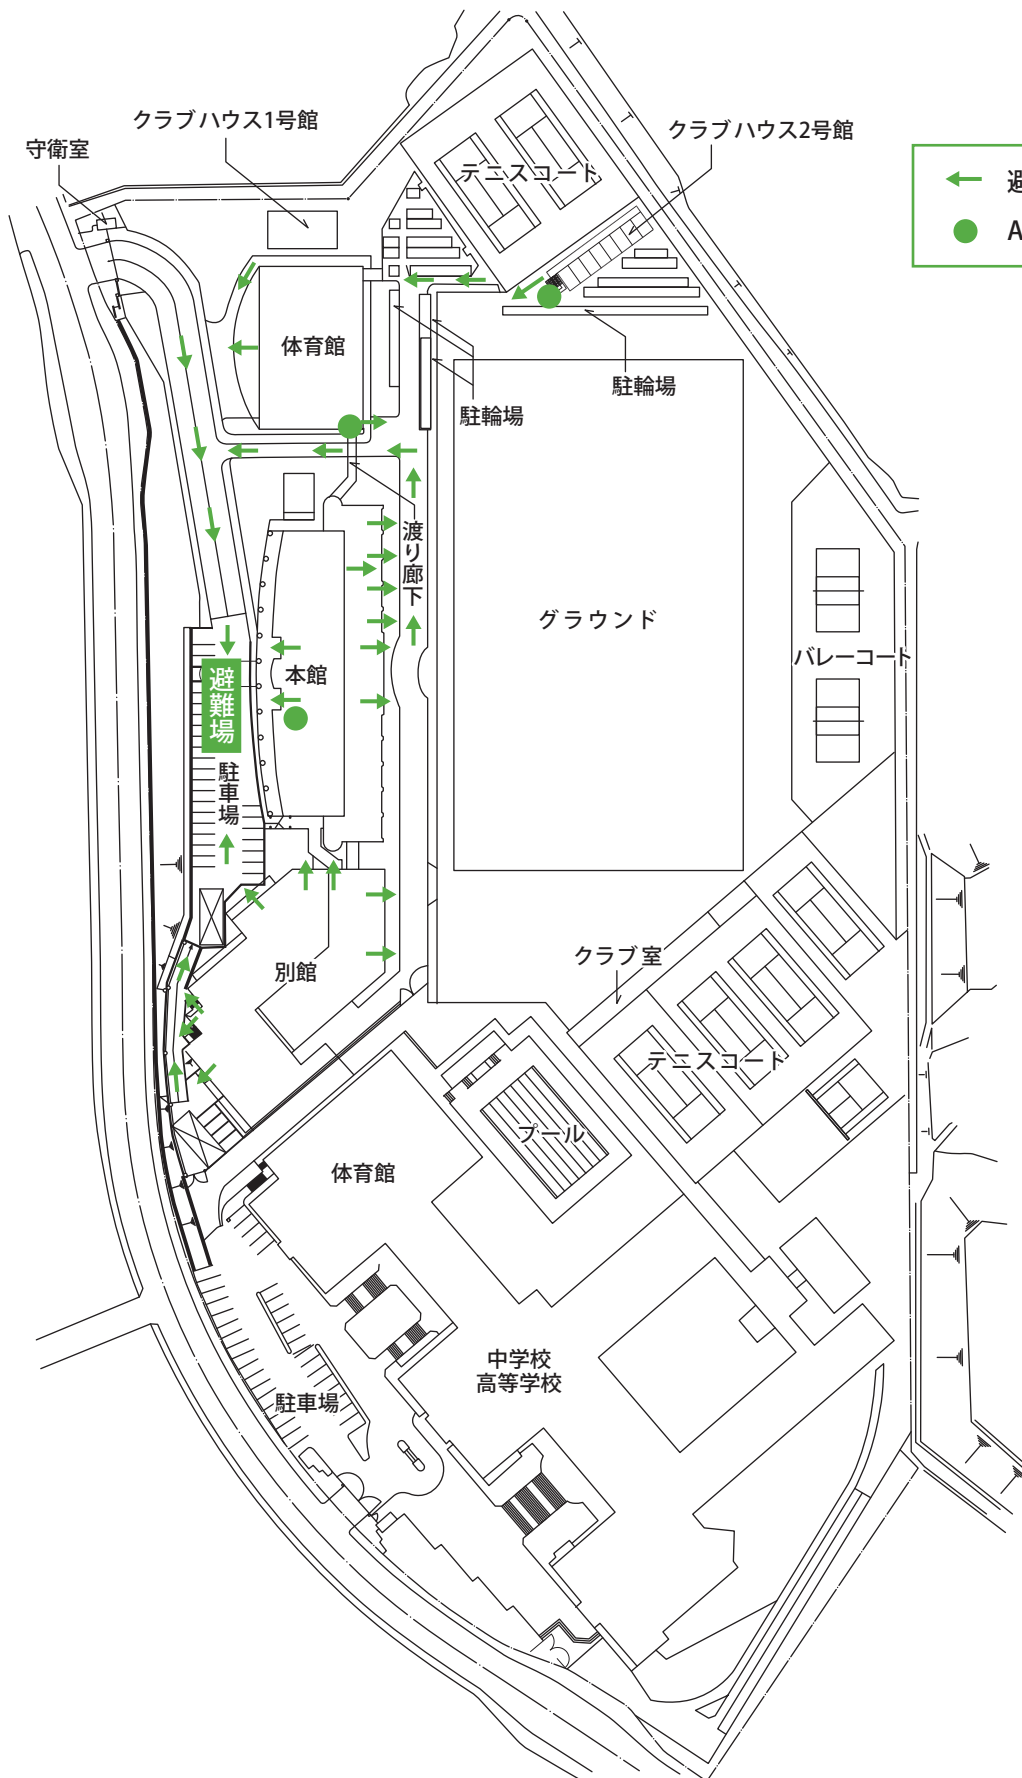 クラブハウス1号館
守衛室
テニスコート
クラブハウス2号館
避
A
体育館
駐輪場
駐輪場
渡り廊下
グラウンド
バレーコート
本館
避難場
駐車場
別館
クラブ室
テニスコート
プール
体育館
中学校
高等学校
駐車場